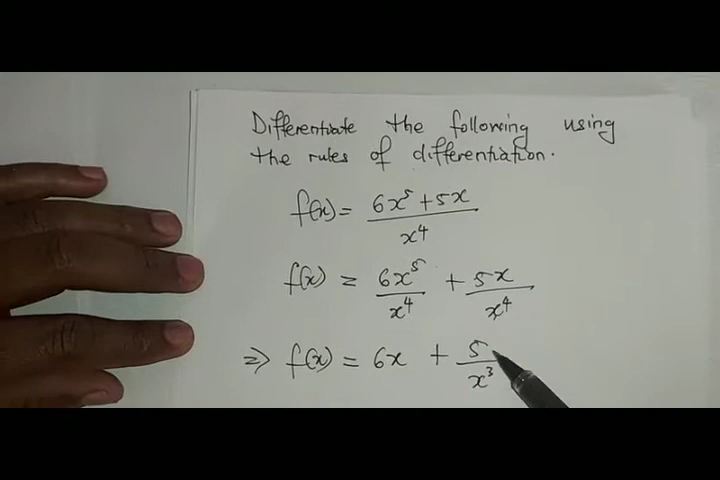 Differentiate the following using
the rules of differentiation.
f(x) = (6x⁵ + 5x)/x⁴
f(x) = 6x⁵/x⁴ + 5x/x⁴
⇒ f(x) = 6x + 5/x³